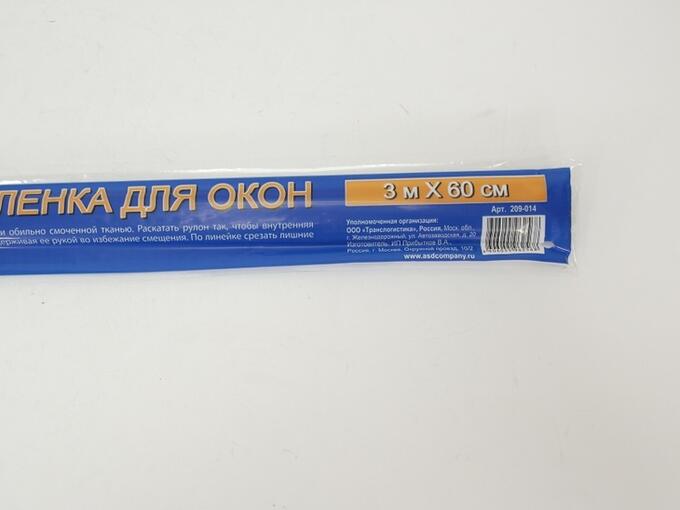 ЛЕНКА ДЛЯ ОКОН
3 м X 60 см
Арт. 209-014
и обильно смоченной тканью. Раскатать рулон так, чтобы внутренняя
ерживая ее рукой во избежание смещения. По линейке срезать лишние
Уполномоченная организация:
ООО «Транслогистика», Россия, Моск. обл.,
г. Железнодорожный, ул. Автозаводская, д. 20
Изготовитель: ИП Прибытков В.А.,
Россия, г. Москва, Окружной проезд, 10/2
www.asdcompany.ru